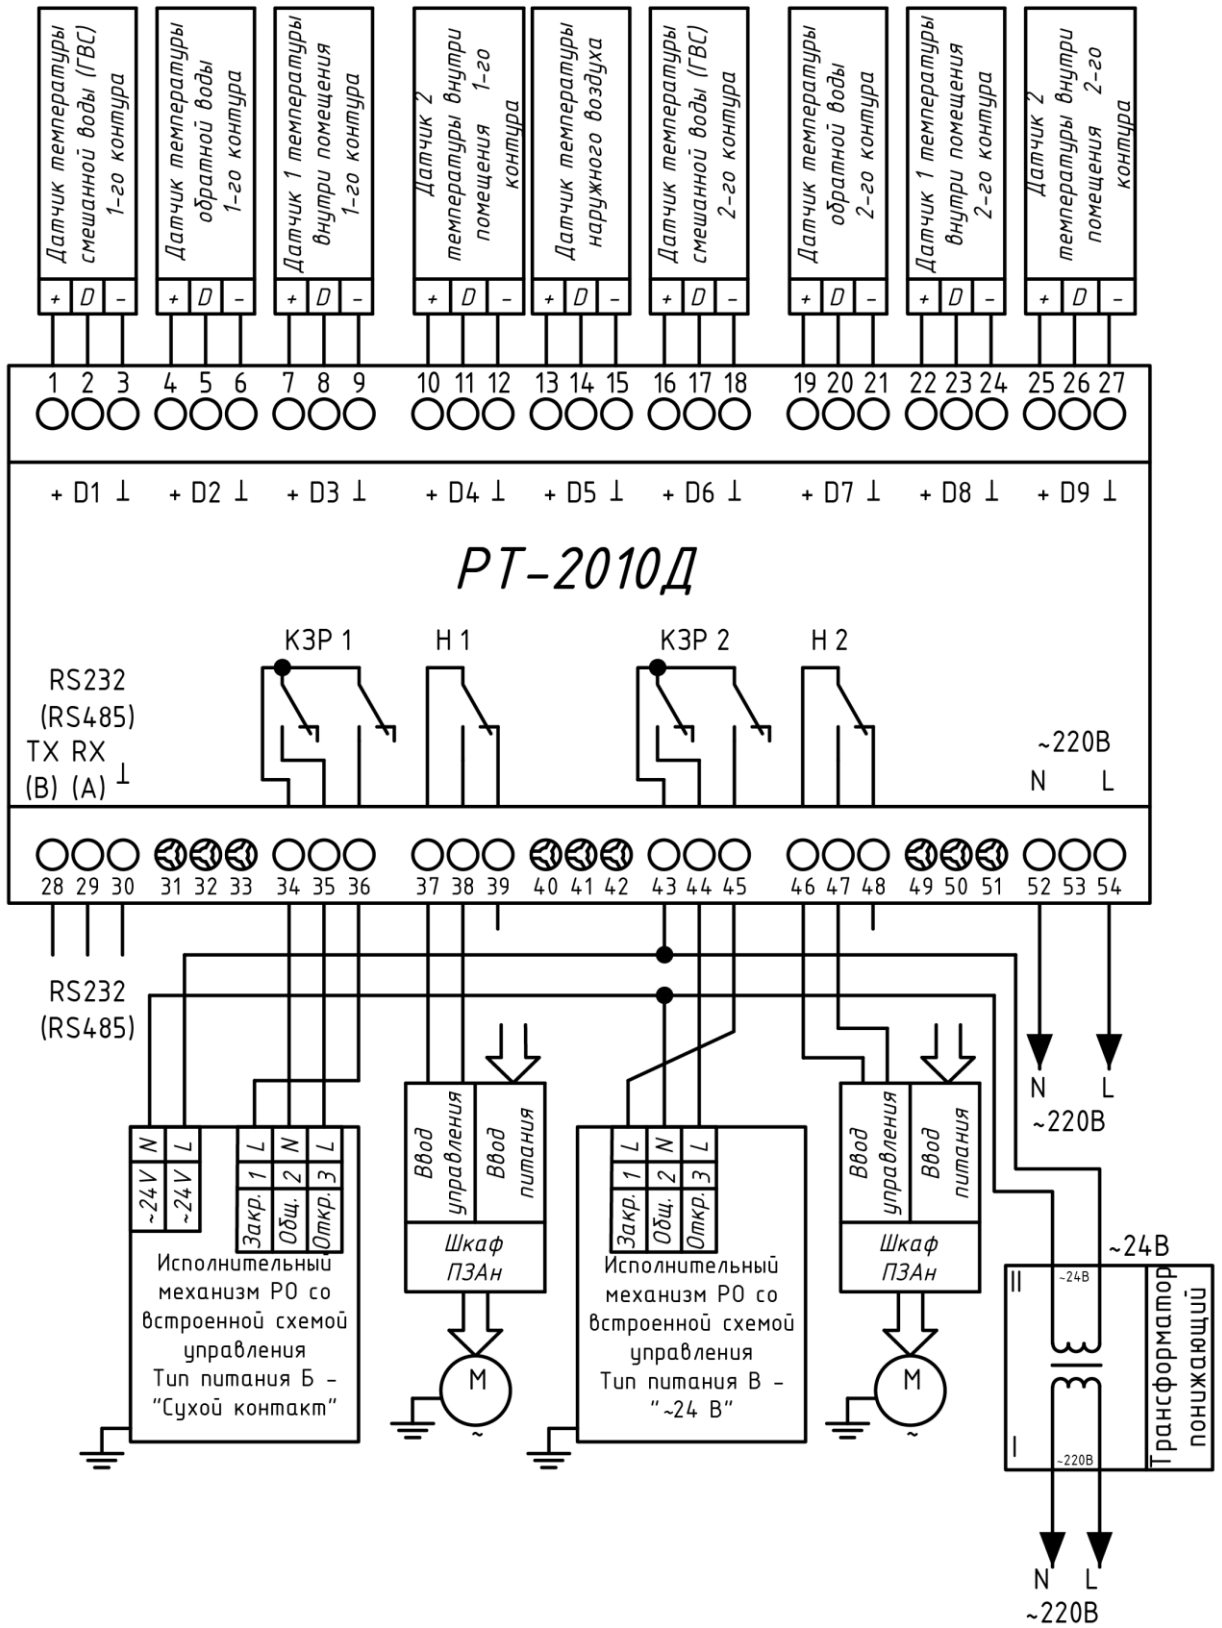 Датчик температуры
смешанной воды (ГВС)
1-го контура
+ D -
Датчик температуры
обратной воды
1-го контура
+ D -
Датчик 1 температуры
внутри помещения
1-го контура
+ D -
Датчик 2
температуры внутри
помещения 1-го
контура
+ D -
Датчик температуры
наружного воздуха
+ D -
Датчик температуры
смешанной воды (ГВС)
2-го контура
+ D -
Датчик температуры
обратной воды
2-го контура
+ D -
Датчик 1 температуры
внутри помещения
2-го контура
+ D -
Датчик 2
температуры внутри
помещения 2-го
контура
+ D -
1 2 3 4 5 6 7 8 9 10 11 12 13 14 15 16 17 18 19 20 21 22 23 24 25 26 27
+ D1 ⊥ + D2 ⊥ + D3 ⊥ + D4 ⊥ + D5 ⊥ + D6 ⊥ + D7 ⊥ + D8 ⊥ + D9 ⊥
РТ-2010Д
КЗР 1 Н 1 КЗР 2 Н 2
RS232
(RS485)
TX RX
(B) (A) ⊥
~220В
N L
28 29 30 31 32 33 34 35 36 37 38 39 40 41 42 43 44 45 46 47 48 49 50 51 52 53 54
RS232
(RS485)
N L
~220В
~24V N
~24V L
Закр. 1 L
Общ. 2 N
Откр. 3 L
Исполнительный
механизм РО со
встроенной схемой
управления
Тип питания Б -
"Сухой контакт"
Ввод
управления
Ввод
питания
Шкаф
ПЗАн
М
~
Закр. 1 L
Общ. 2 N
Откр. 3 L
Исполнительный
механизм РО со
встроенной схемой
управления
Тип питания В -
"~24 В"
Ввод
управления
Ввод
питания
Шкаф
ПЗАн
М
~
~24В
II
~24В
I
~220В
Трансформатор
понижающий
N L
~220В